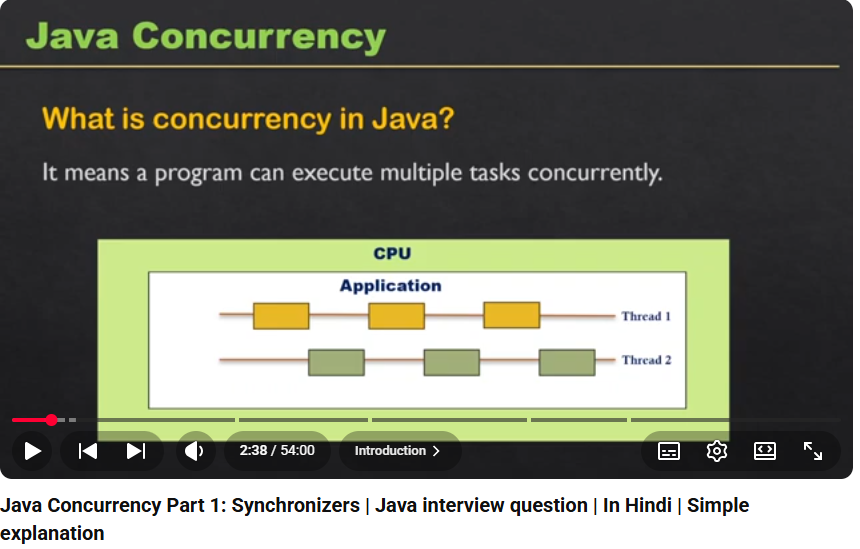 Java Concurrency
What is concurrency in Java?
It means a program can execute multiple tasks concurrently.
CPU
Application
Thread 1
Thread 2
2:38 / 54:00
Introduction
Java Concurrency Part 1: Synchronizers | Java interview question | In Hindi | Simple
explanation